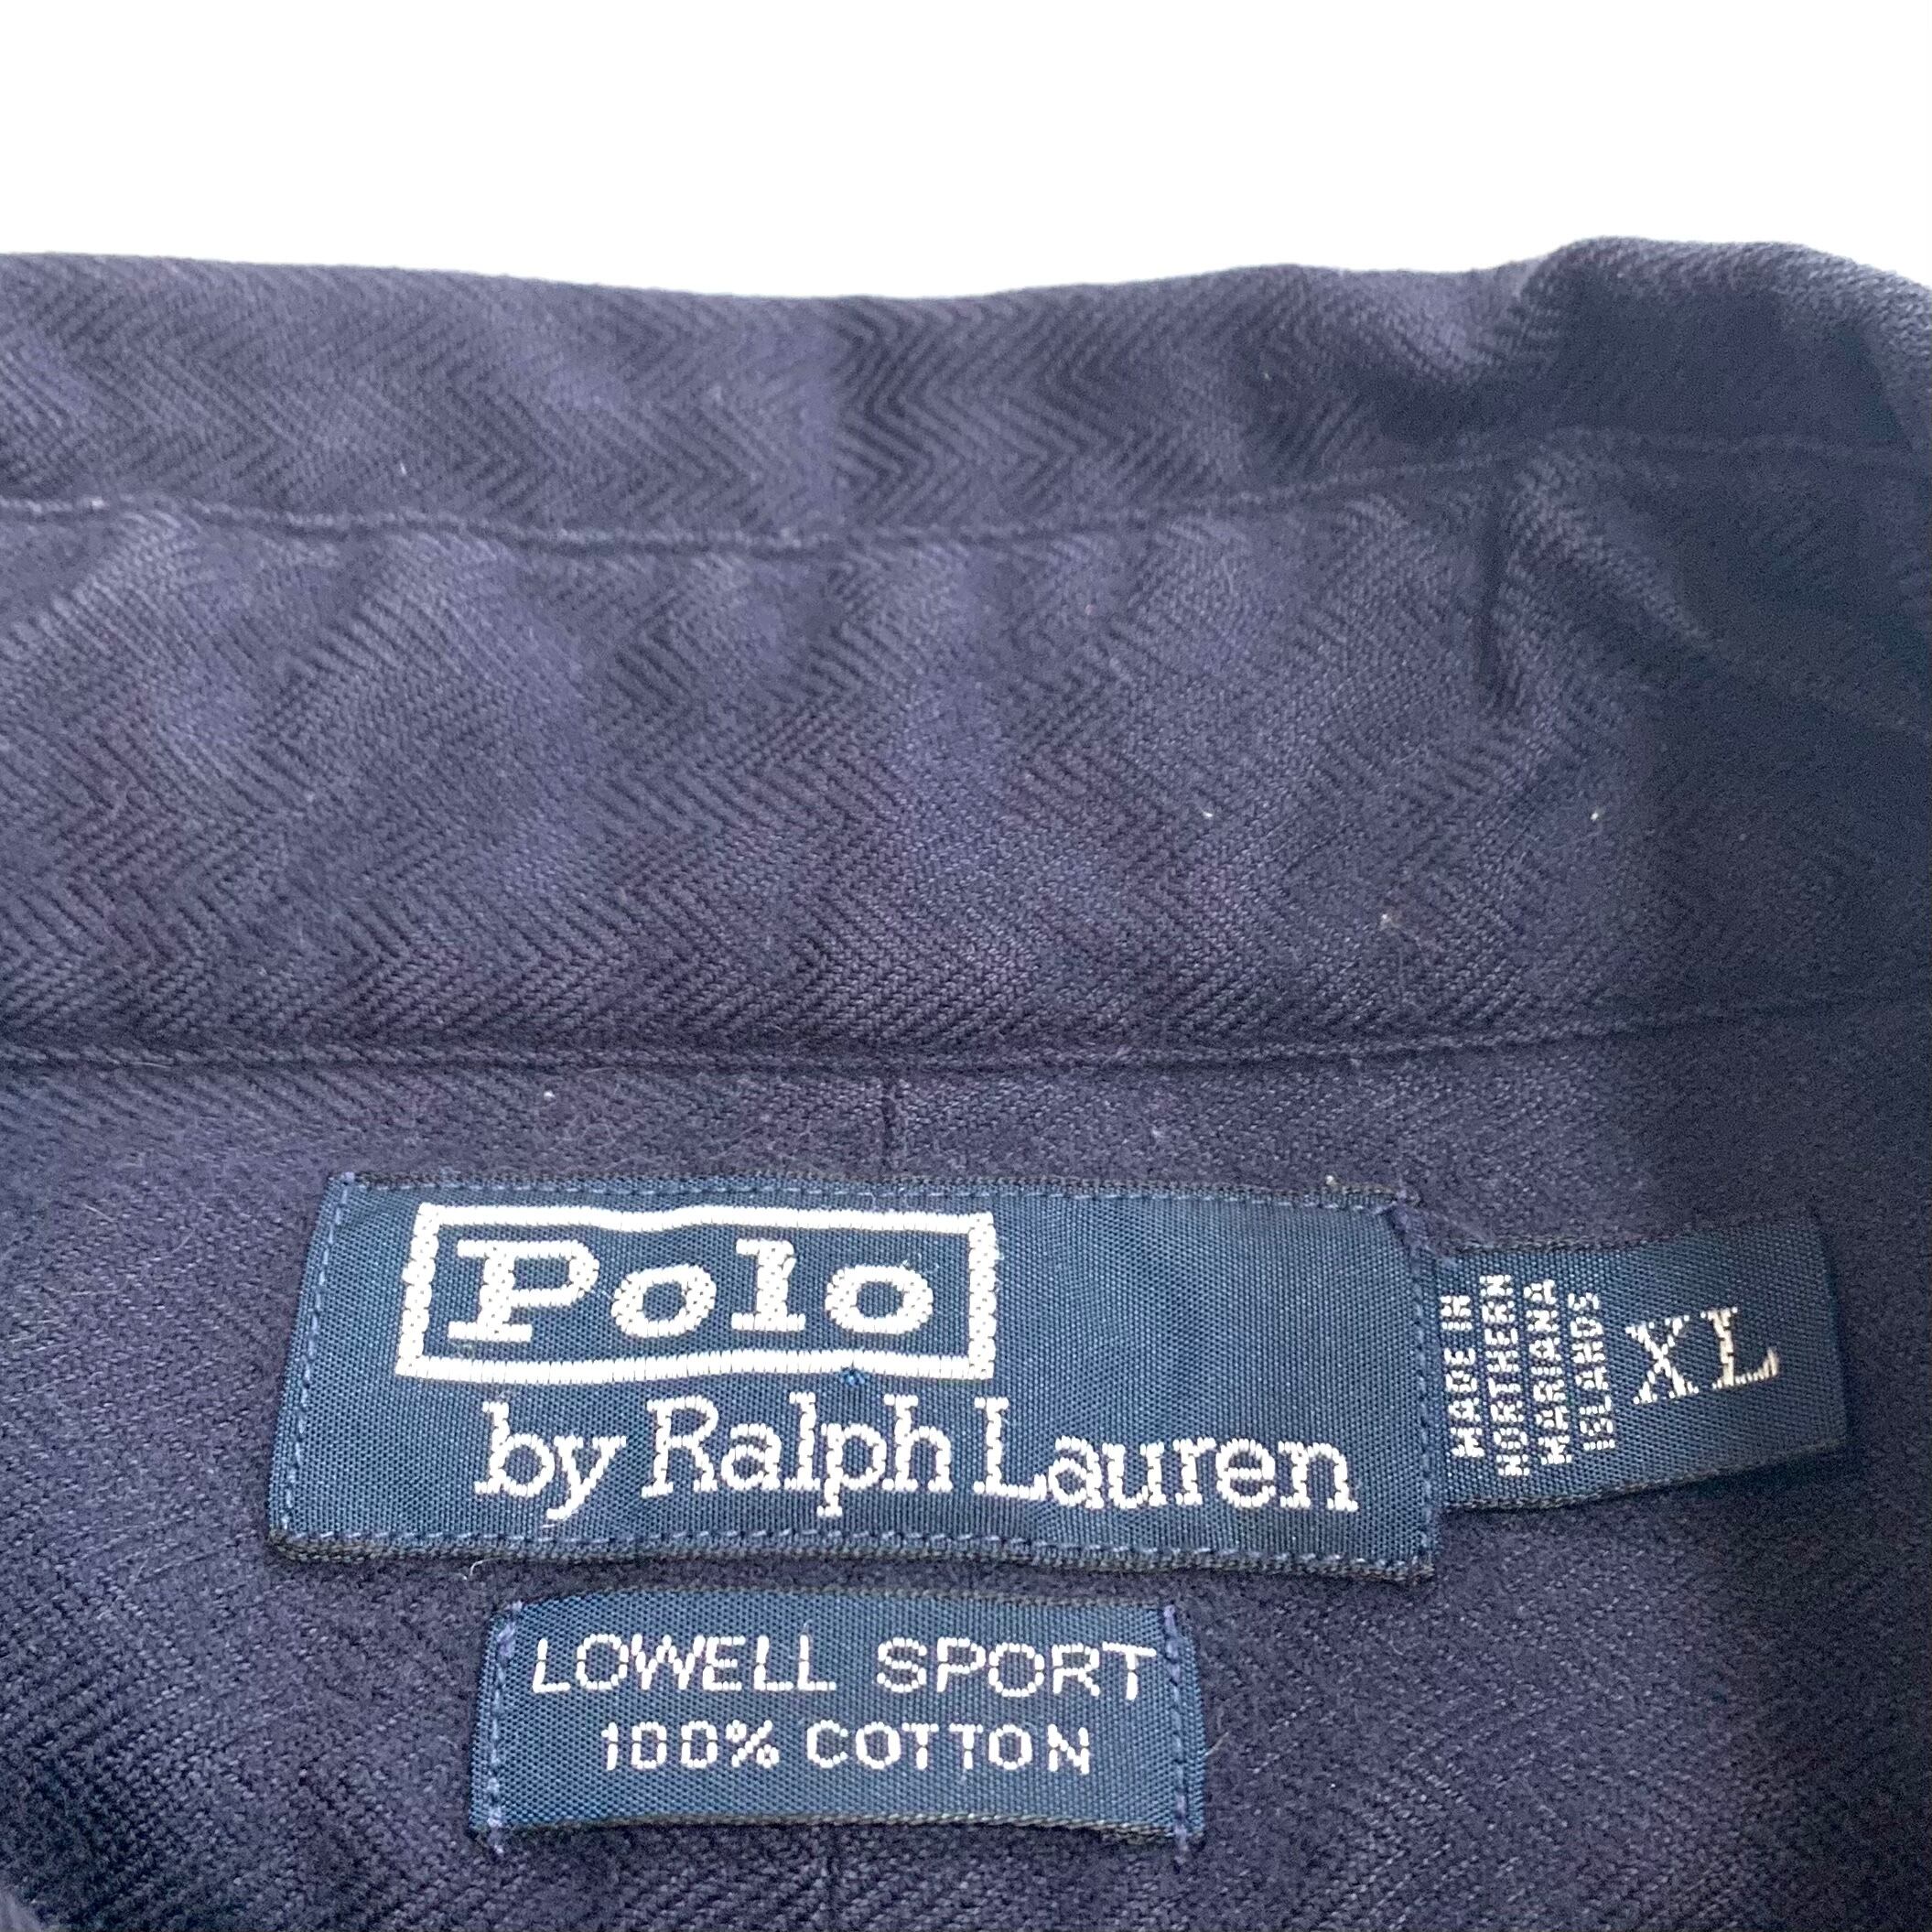 Polo
by Ralph Lauren
MADE IN
NORTHERN
MARIANA
ISLANDS
XL
LOWELL SPORT
100% COTTON